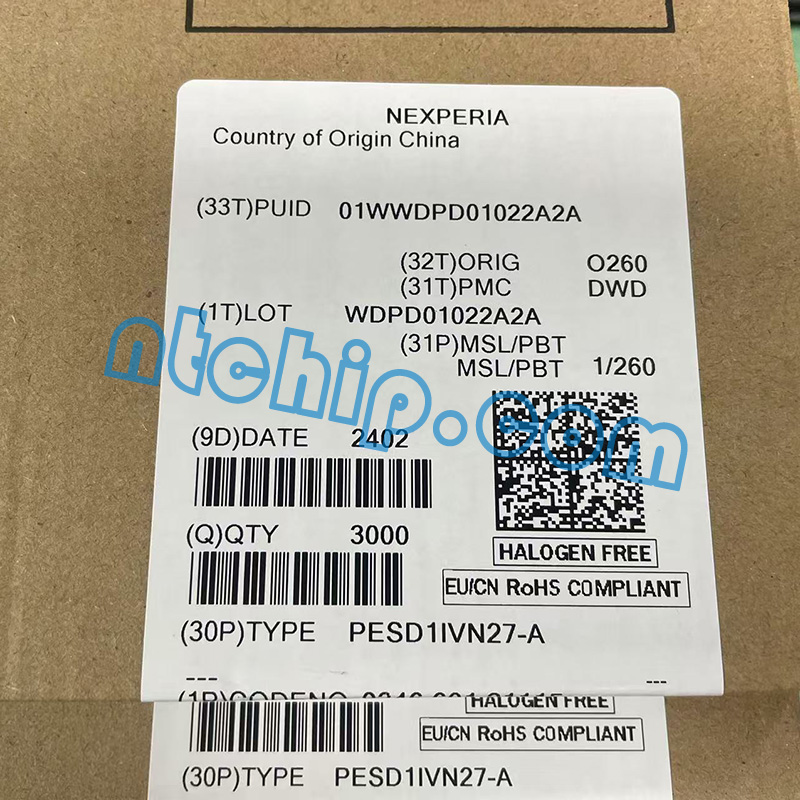 NEXPERIA
Country of Origin China
(33T)PUID 01WWDPD01022A2A
(32T)ORIG O260
(31T)PMC DWD
(1T)LOT WDPD01022A2A
(31P)MSL/PBT
MSL/PBT 1/260
ntchip.com
(9D)DATE 2402
(Q)QTY 3000
HALOGEN FREE
EU/CN RoHS COMPLIANT
(30P)TYPE PESD1IVN27-A
--- ---
(1P)CODENO
HALOGEN FREE
EU/CN RoHS COMPLIANT
(30P)TYPE PESD1IVN27-A